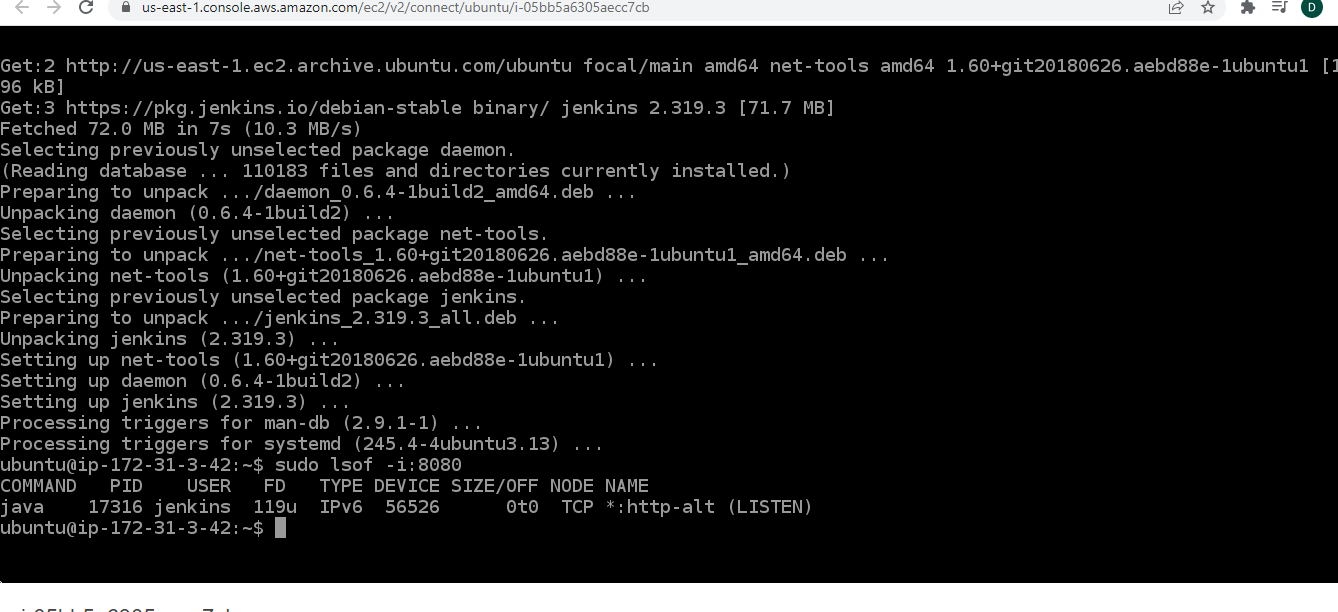 us-east-1.console.aws.amazon.com/ec2/v2/connect/ubuntu/i-05bb5a6305aecc7cb
D
Get:2 http://us-east-1.ec2.archive.ubuntu.com/ubuntu focal/main amd64 net-tools amd64 1.60+git20180626.aebd88e-1ubuntu1 [1
96 kB]
Get:3 https://pkg.jenkins.io/debian-stable binary/ jenkins 2.319.3 [71.7 MB]
Fetched 72.0 MB in 7s (10.3 MB/s)
Selecting previously unselected package daemon.
(Reading database ... 110183 files and directories currently installed.)
Preparing to unpack .../daemon_0.6.4-1build2_amd64.deb ...
Unpacking daemon (0.6.4-1build2) ...
Selecting previously unselected package net-tools.
Preparing to unpack .../net-tools_1.60+git20180626.aebd88e-1ubuntu1_amd64.deb ...
Unpacking net-tools (1.60+git20180626.aebd88e-1ubuntu1) ...
Selecting previously unselected package jenkins.
Preparing to unpack .../jenkins_2.319.3_all.deb ...
Unpacking jenkins (2.319.3) ...
Setting up net-tools (1.60+git20180626.aebd88e-1ubuntu1) ...
Setting up daemon (0.6.4-1build2) ...
Setting up jenkins (2.319.3) ...
Processing triggers for man-db (2.9.1-1) ...
Processing triggers for systemd (245.4-4ubuntu3.13) ...
ubuntu@ip-172-31-3-42:~$ sudo lsof -i:8080
COMMAND   PID    USER   FD   TYPE DEVICE SIZE/OFF NODE NAME
java    17316 jenkins  119u  IPv6  56526      0t0  TCP *:http-alt (LISTEN)
ubuntu@ip-172-31-3-42:~$